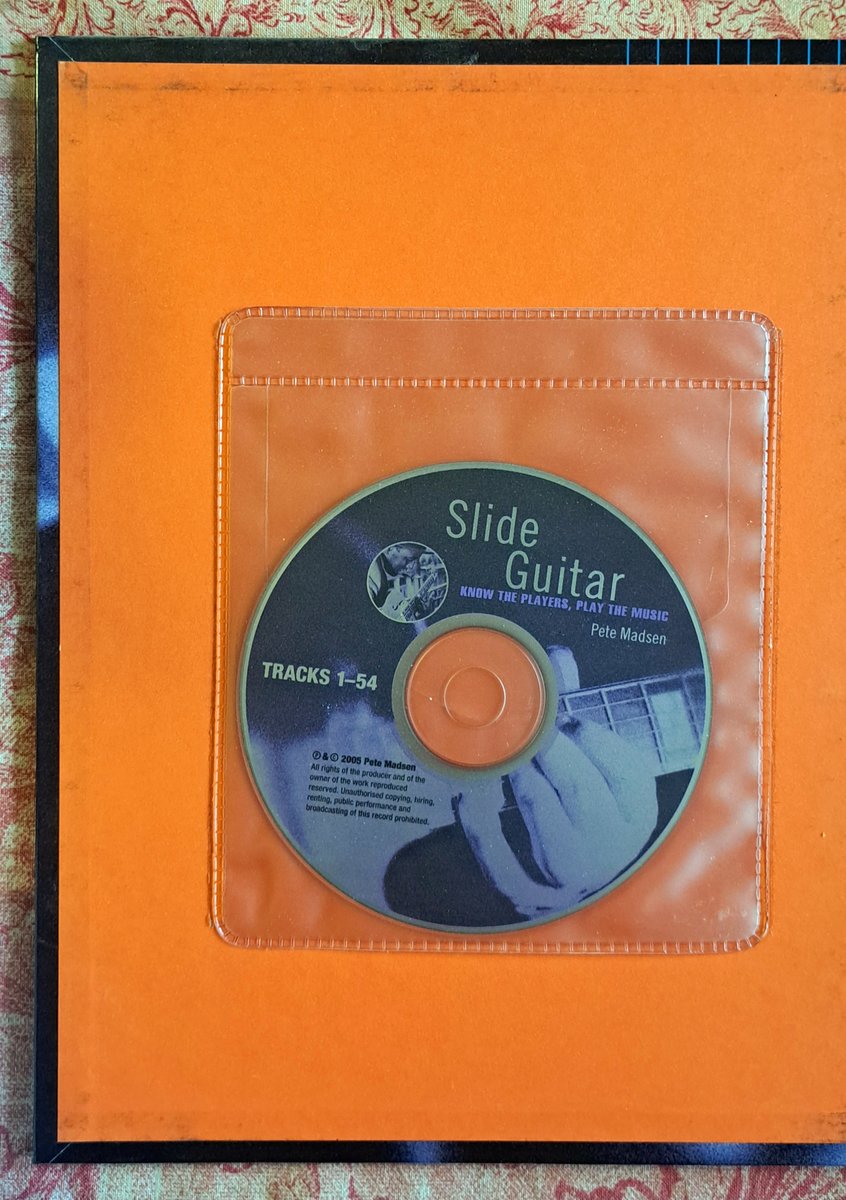 Slide
Guitar
KNOW THE PLAYERS, PLAY THE MUSIC
Pete Madsen
TRACKS 1–54
℗ & © 2005 Pete Madsen
All rights of the producer and of the
owner of the work reproduced
reserved. Unauthorised copying, hiring,
renting, public performance and
broadcasting of this record prohibited.